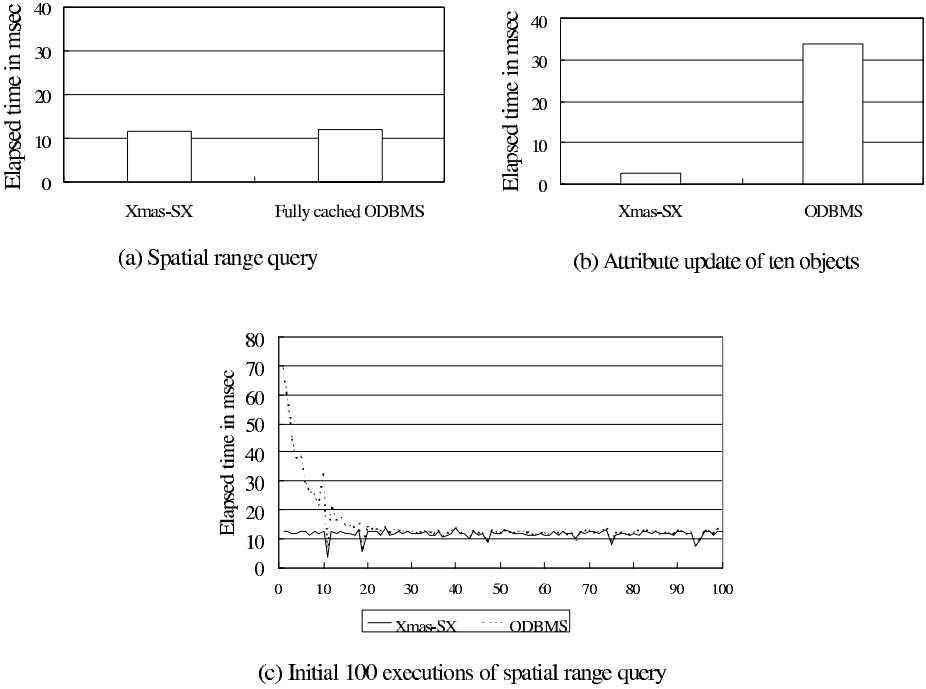 Elapsed time in msec
40
30
20
10
0
Xmas-SX
Fully cached ODBMS
(a) Spatial range query
Elapsed time in msec
40
30
20
10
0
Xmas-SX
ODBMS
(b) Attribute update of ten objects
Elapsed time in msec
80
70
60
50
40
30
20
10
0
0 10 20 30 40 50 60 70 80 90 100
Xmas-SX ODBMS
(c) Initial 100 executions of spatial range query